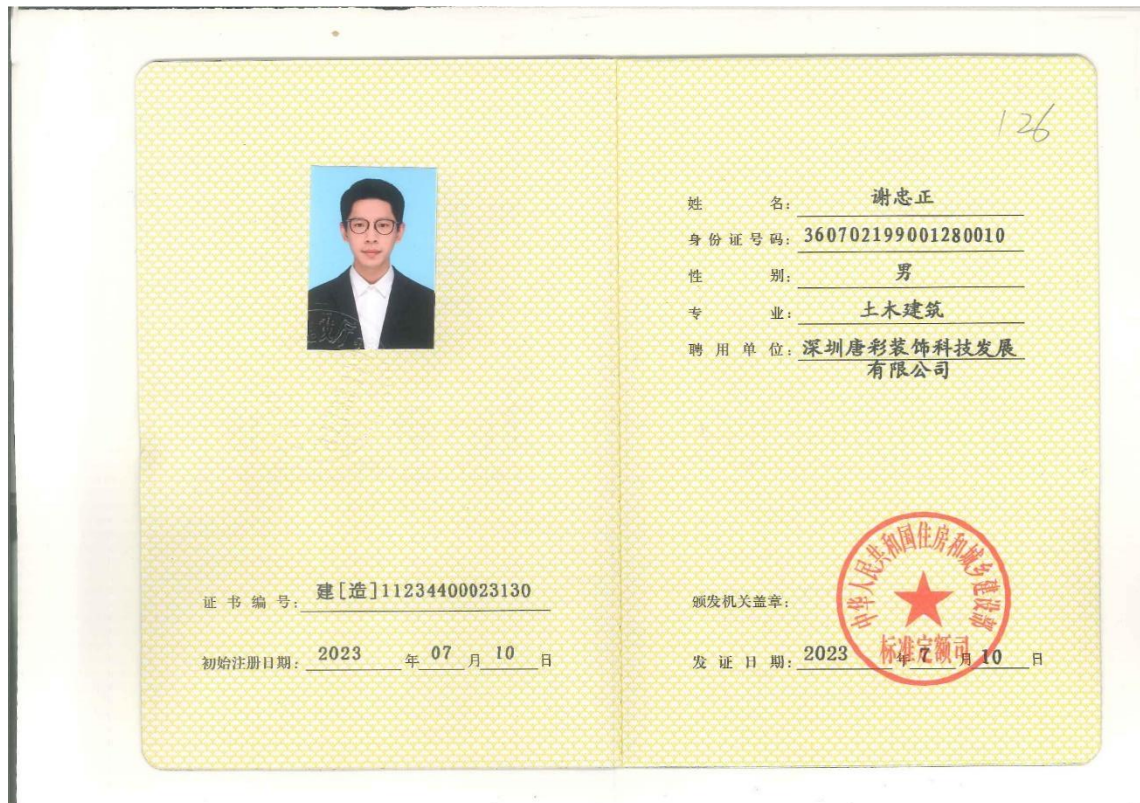 126
姓 名: 谢忠正
身份证号码: 360702199001280010
性 别: 男
专 业: 土木建筑
聘用单位: 深圳唐彩装饰科技发展
有限公司
证书编号: 建[造]11234400023130
初始注册日期: 2023 年 07 月 10 日
颁发机关盖章:
中华人民共和国住房和城乡建设部
标准定额司
发证日期: 2023 年 7 月 10 日